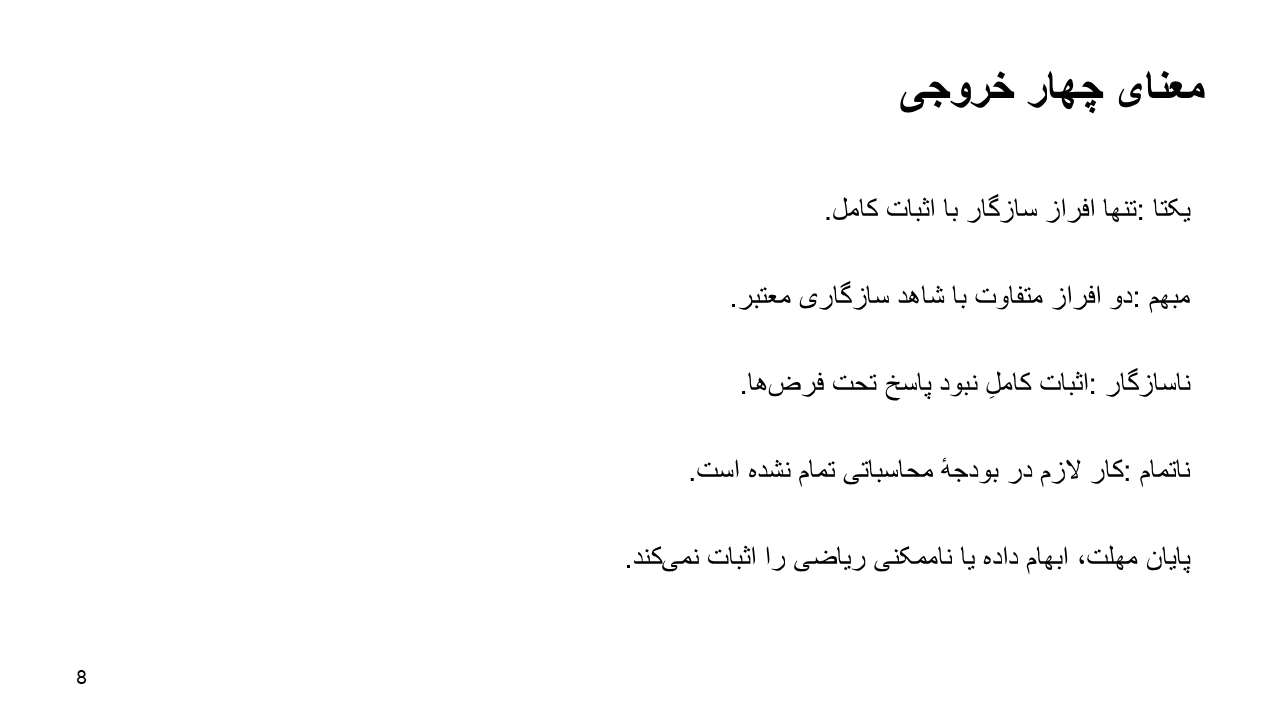 معنای چهار خروجی
یکتا :تنها افراز سازگار با اثبات کامل.
مبهم :دو افراز متفاوت با شاهد سازگاری معتبر.
ناسازگار :اثبات کاملِ نبود پاسخ تحت فرض‌ها.
ناتمام :کار لازم در بودجهٔ محاسباتی تمام نشده است.
پایان مهلت، ابهام داده یا ناممکنی ریاضی را اثبات نمی‌کند.
8